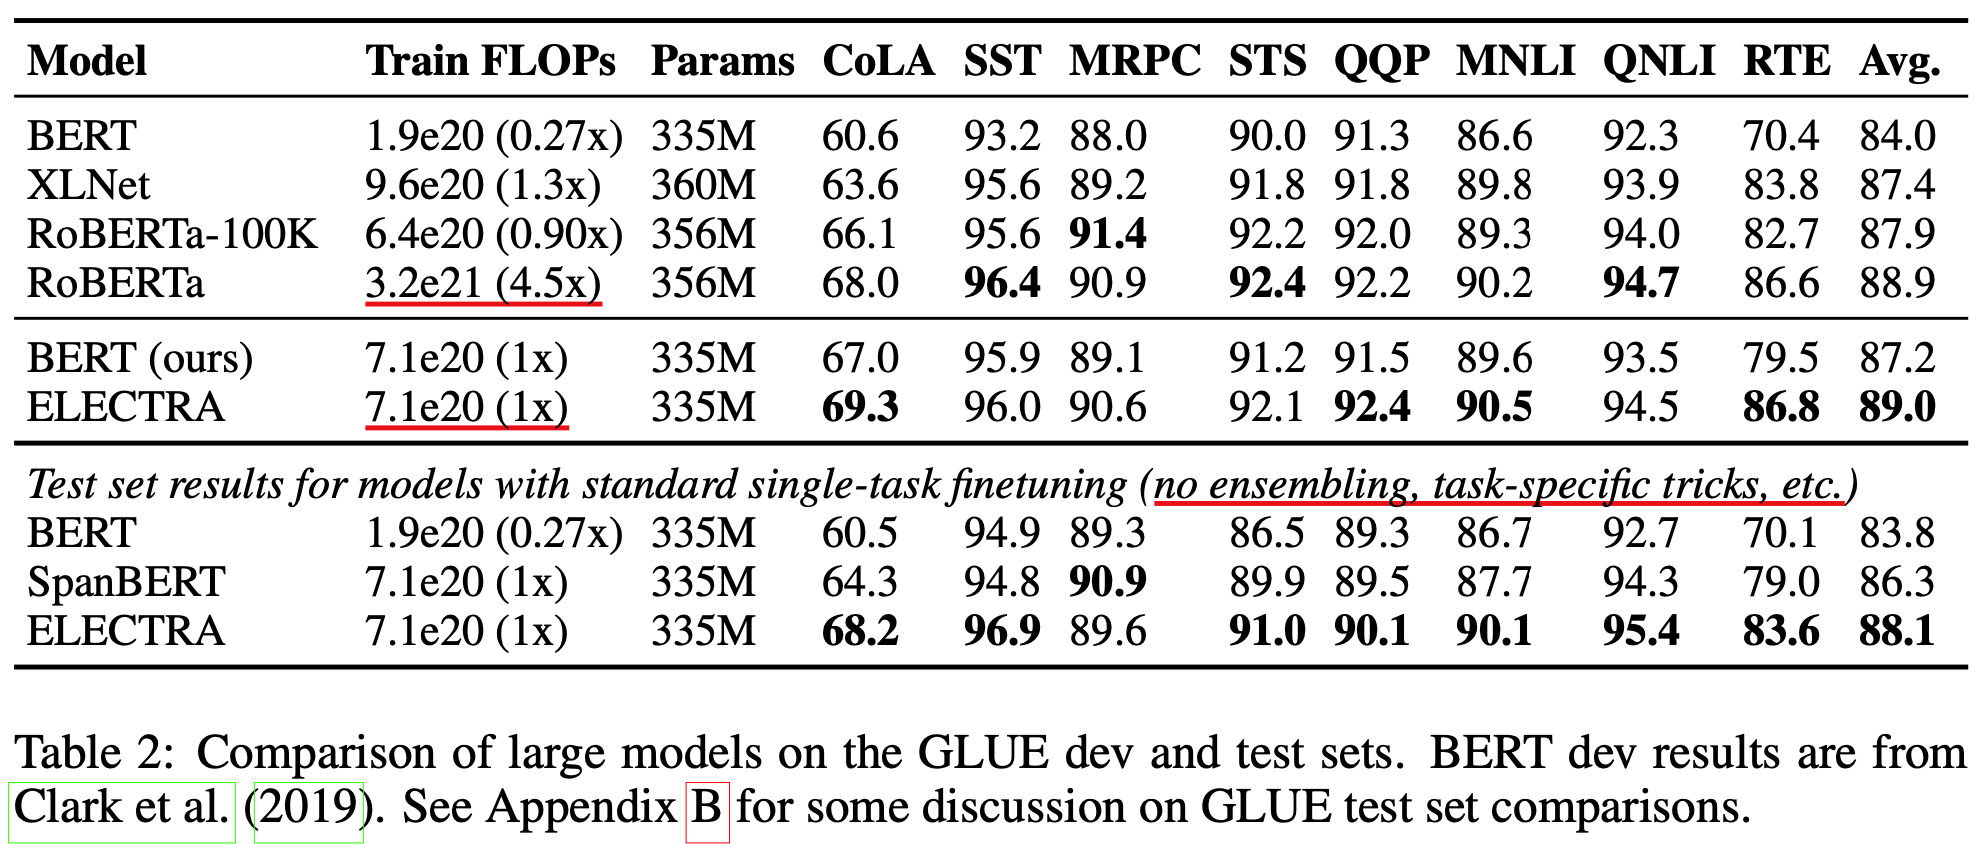 Model Train FLOPs Params CoLA SST MRPC STS QQP MNLI QNLI RTE Avg.
BERT 1.9e20 (0.27x) 335M 60.6 93.2 88.0 90.0 91.3 86.6 92.3 70.4 84.0
XLNet 9.6e20 (1.3x) 360M 63.6 95.6 89.2 91.8 91.8 89.8 93.9 83.8 87.4
RoBERTa-100K 6.4e20 (0.90x) 356M 66.1 95.6 91.4 92.2 92.0 89.3 94.0 82.7 87.9
RoBERTa 3.2e21 (4.5x) 356M 68.0 96.4 90.9 92.4 92.2 90.2 94.7 86.6 88.9
BERT (ours) 7.1e20 (1x) 335M 67.0 95.9 89.1 91.2 91.5 89.6 93.5 79.5 87.2
ELECTRA 7.1e20 (1x) 335M 69.3 96.0 90.6 92.1 92.4 90.5 94.5 86.8 89.0
Test set results for models with standard single-task finetuning (no ensembling, task-specific tricks, etc.)
BERT 1.9e20 (0.27x) 335M 60.5 94.9 89.3 86.5 89.3 86.7 92.7 70.1 83.8
SpanBERT 7.1e20 (1x) 335M 64.3 94.8 90.9 89.9 89.5 87.7 94.3 79.0 86.3
ELECTRA 7.1e20 (1x) 335M 68.2 96.9 89.6 91.0 90.1 90.1 95.4 83.6 88.1
Table 2: Comparison of large models on the GLUE dev and test sets. BERT dev results are from
Clark et al. (2019). See Appendix B for some discussion on GLUE test set comparisons.